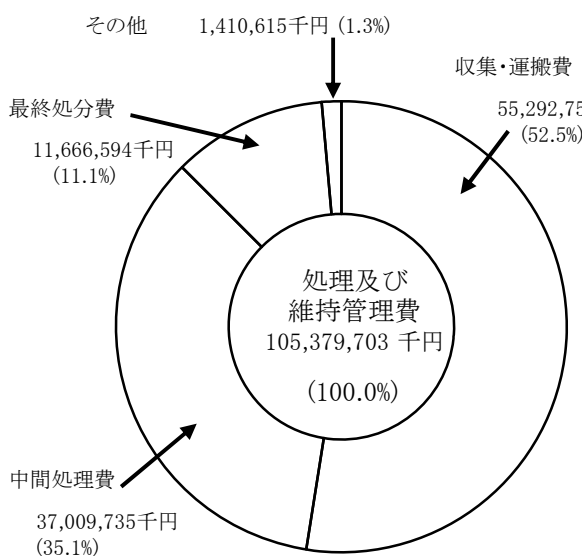 その他 1,410,615千円 (1.3%)
収集・運搬費
55,292,75
(52.5%)
最終処分費
11,666,594千円
(11.1%)
処理及び
維持管理費
105,379,703 千円
(100.0%)
中間処理費
37,009,735千円
(35.1%)